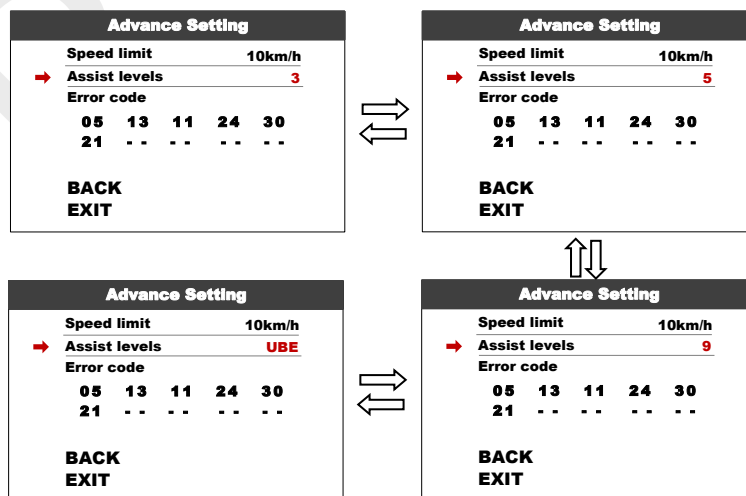 Advance Setting
Speed limit 10km/h
Assist levels 3
Error code
05 13 11 24 30
21 - - - - - - - -
BACK
EXIT
Advance Setting
Speed limit 10km/h
Assist levels 5
Error code
05 13 11 24 30
21 - - - - - - - -
BACK
EXIT
Advance Setting
Speed limit 10km/h
Assist levels UBE
Error code
05 13 11 24 30
21 - - - - - - - -
BACK
EXIT
Advance Setting
Speed limit 10km/h
Assist levels 9
Error code
05 13 11 24 30
21 - - - - - - - -
BACK
EXIT